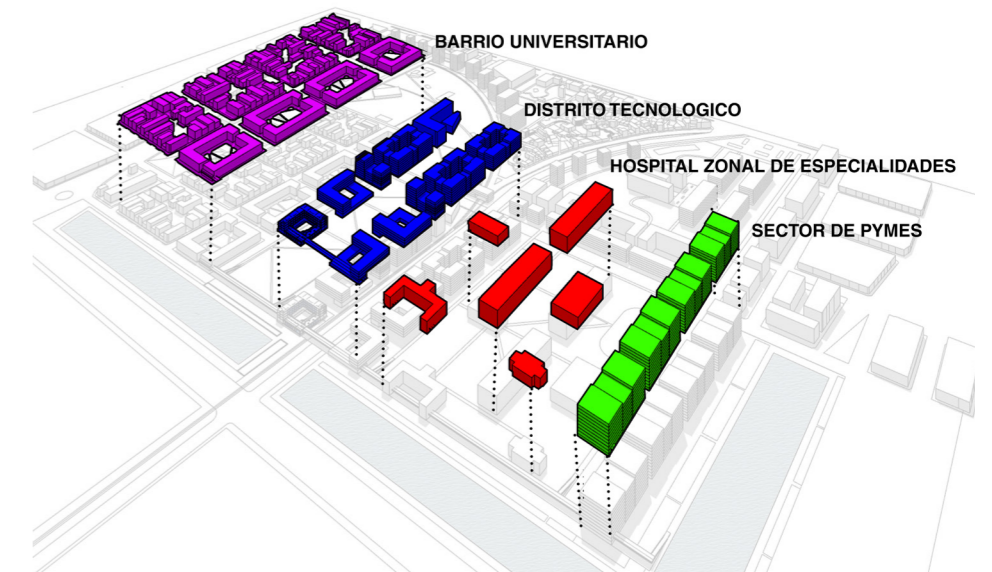 BARRIO UNIVERSITARIO
DISTRITO TECNOLOGICO
HOSPITAL ZONAL DE ESPECIALIDADES
SECTOR DE PYMES